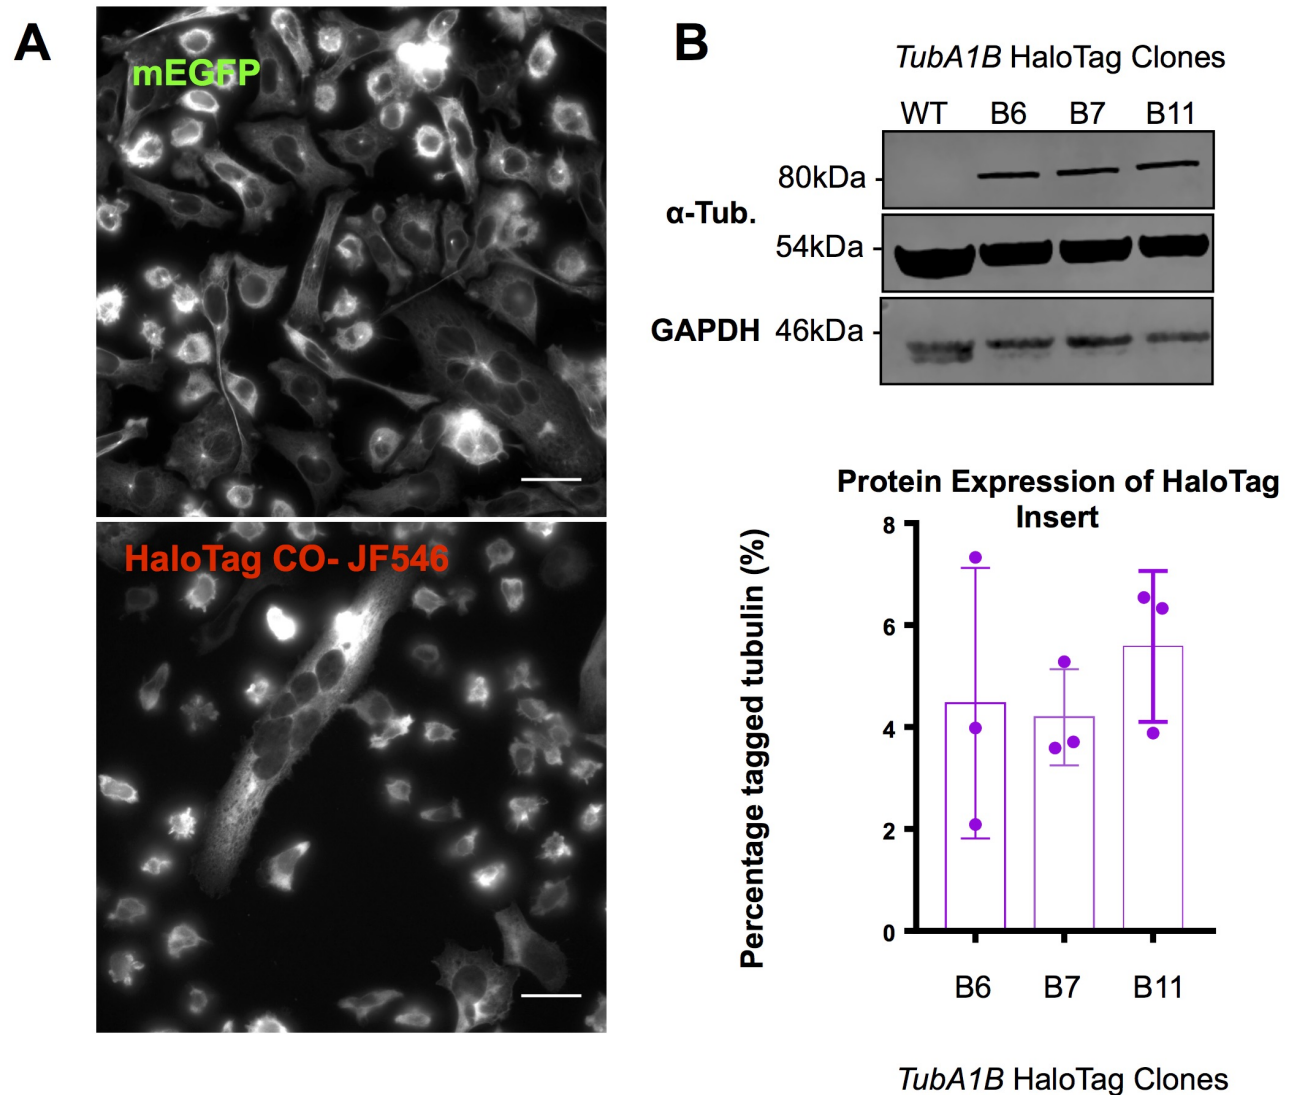 A
mEGFP
HaloTag CO- JF546
B
TubA1B HaloTag Clones
WT B6 B7 B11
80kDa
α-Tub.
54kDa
GAPDH 46kDa
Protein Expression of HaloTag
Insert
Percentage tagged tubulin (%)
8
6
4
2
0
B6 B7 B11
TubA1B HaloTag Clones